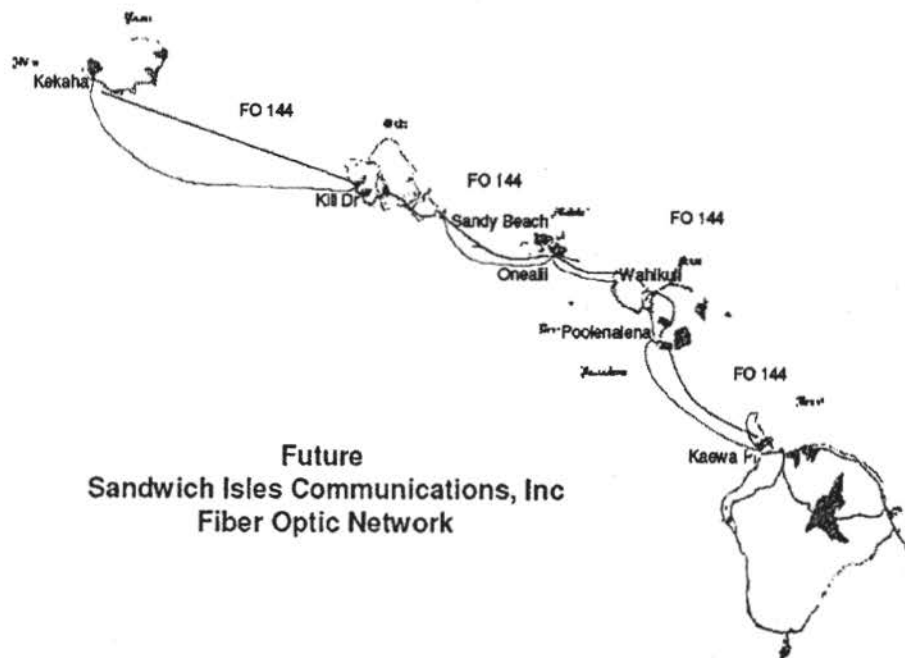 Kekaha
FO 144
Kili Dr
FO 144
Sandy Beach
FO 144
Onealii
Wahikuli
Poolenalena
FO 144
Kaewa Pl
Future
Sandwich Isles Communications, Inc
Fiber Optic Network